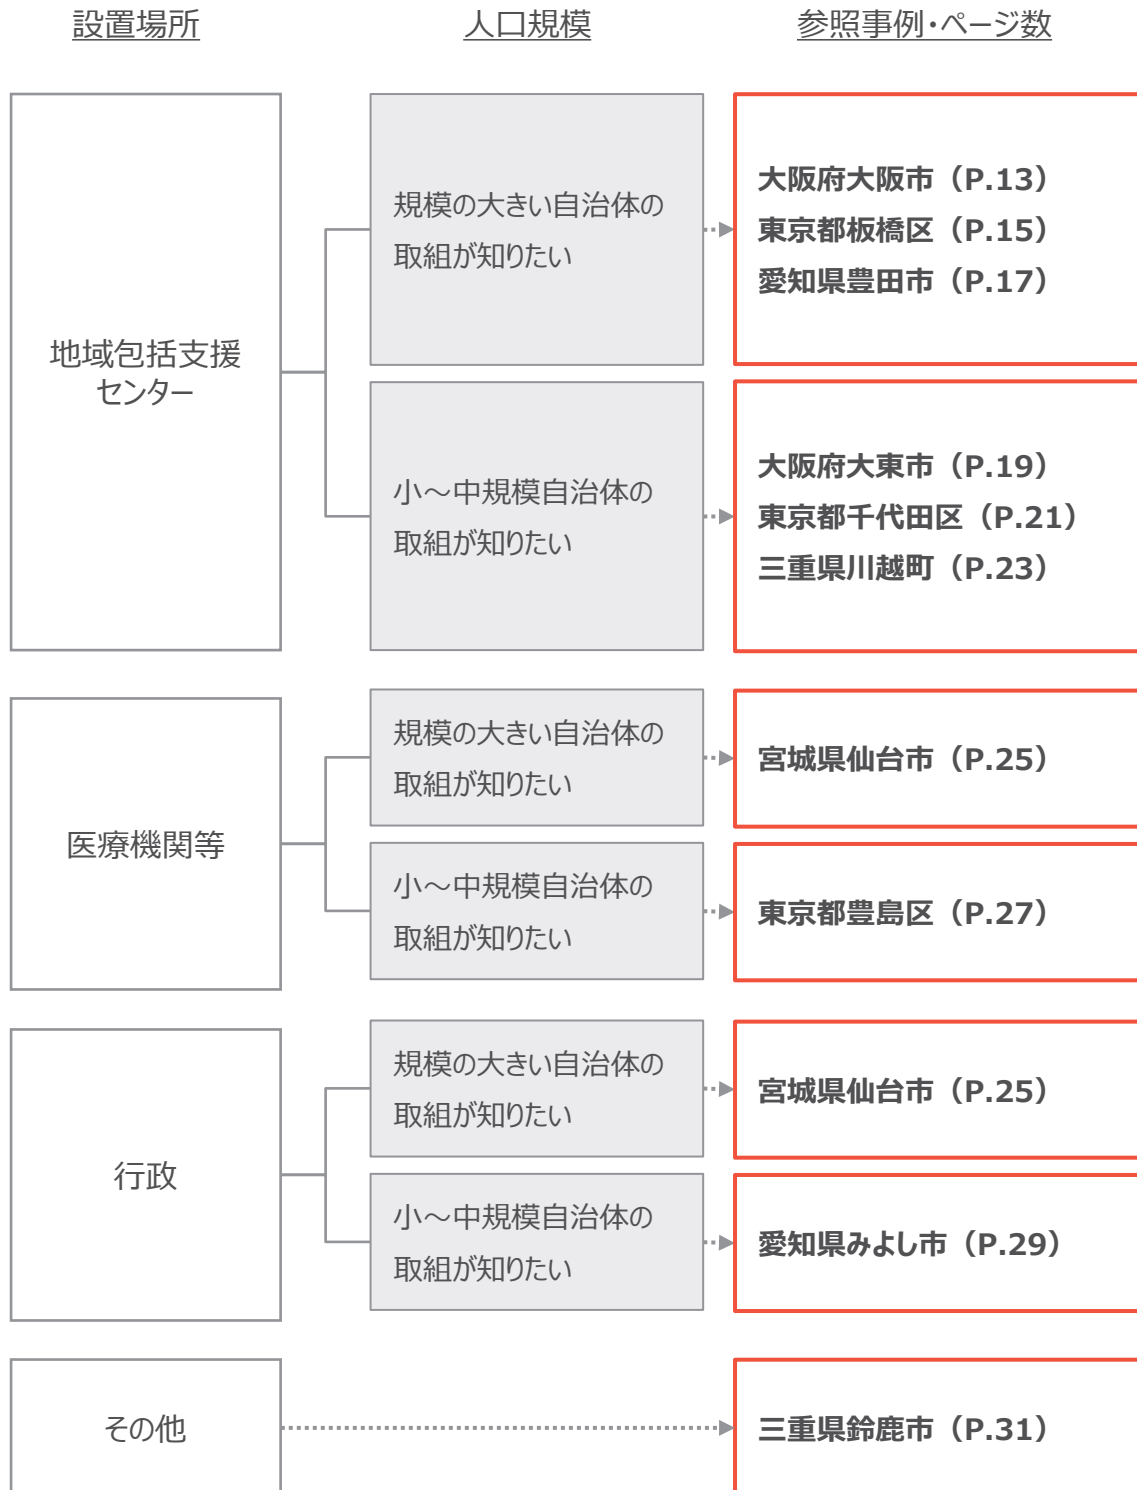 設置場所
人口規模
参照事例・ページ数
地域包括支援
センター
規模の大きい自治体の
取組が知りたい
大阪府大阪市（P.13）
東京都板橋区（P.15）
愛知県豊田市（P.17）
小～中規模自治体の
取組が知りたい
大阪府大東市（P.19）
東京都千代田区（P.21）
三重県川越町（P.23）
医療機関等
規模の大きい自治体の
取組が知りたい
宮城県仙台市（P.25）
小～中規模自治体の
取組が知りたい
東京都豊島区（P.27）
行政
規模の大きい自治体の
取組が知りたい
宮城県仙台市（P.25）
小～中規模自治体の
取組が知りたい
愛知県みよし市（P.29）
その他
三重県鈴鹿市（P.31）